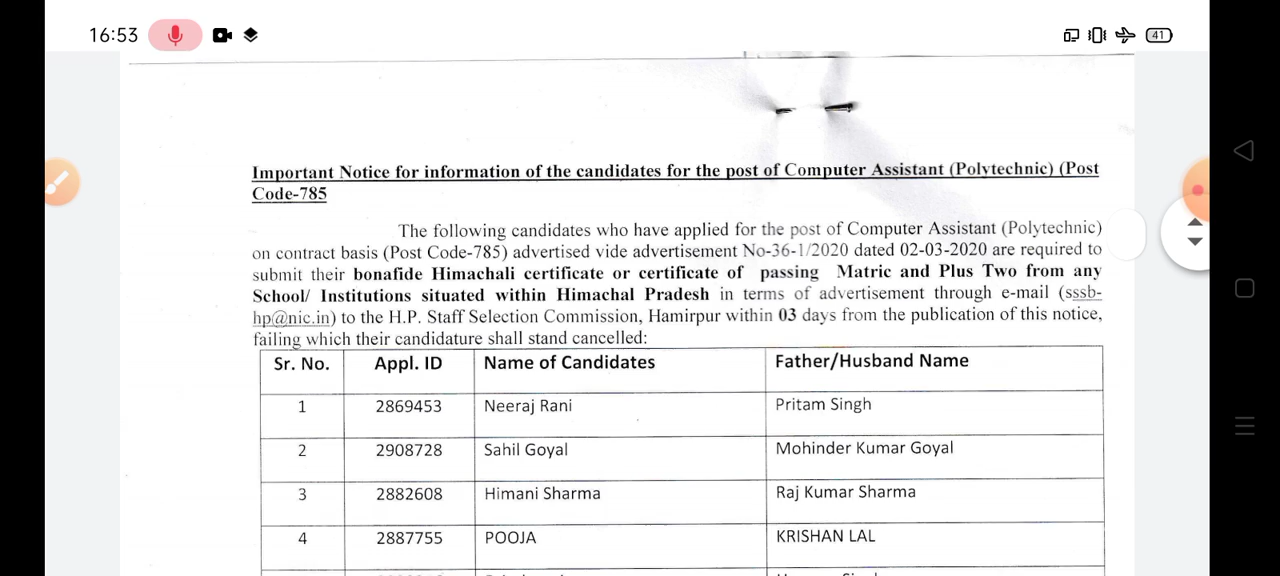 16:53
41
Important Notice for information of the candidates for the post of Computer Assistant (Polytechnic) (Post
Code-785
The following candidates who have applied for the post of Computer Assistant (Polytechnic)
on contract basis (Post Code-785) advertised vide advertisement No-36-1/2020 dated 02-03-2020 are required to
submit their bonafide Himachali certificate or certificate of passing Matric and Plus Two from any
School/ Institutions situated within Himachal Pradesh in terms of advertisement through e-mail (sssb-
hp@nic.in) to the H.P. Staff Selection Commission, Hamirpur within 03 days from the publication of this notice,
failing which their candidature shall stand cancelled:
Sr. No. Appl. ID Name of Candidates Father/Husband Name
1 2869453 Neeraj Rani Pritam Singh
2 2908728 Sahil Goyal Mohinder Kumar Goyal
3 2882608 Himani Sharma Raj Kumar Sharma
4 2887755 POOJA KRISHAN LAL